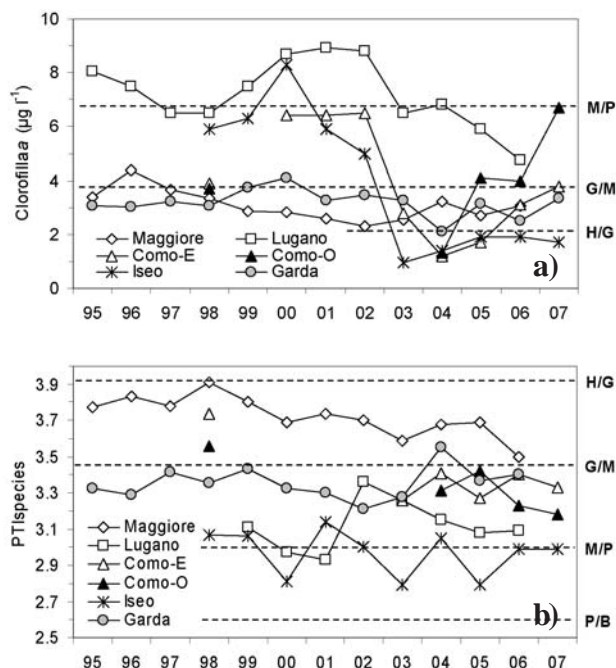 10
8
6
4
2
0
Clorofilla a (µg l⁻¹)
M/P
G/M
H/G
Maggiore Lugano
Como-E Como-O
Iseo Garda
a)
95 96 97 98 99 00 01 02 03 04 05 06 07
3.9
3.7
3.5
3.3
3.1
2.9
2.7
2.5
PTIspecies
H/G
G/M
M/P
P/B
Maggiore
Lugano
Como-E
Como-O
Iseo
Garda
b)
95 96 97 98 99 00 01 02 03 04 05 06 07